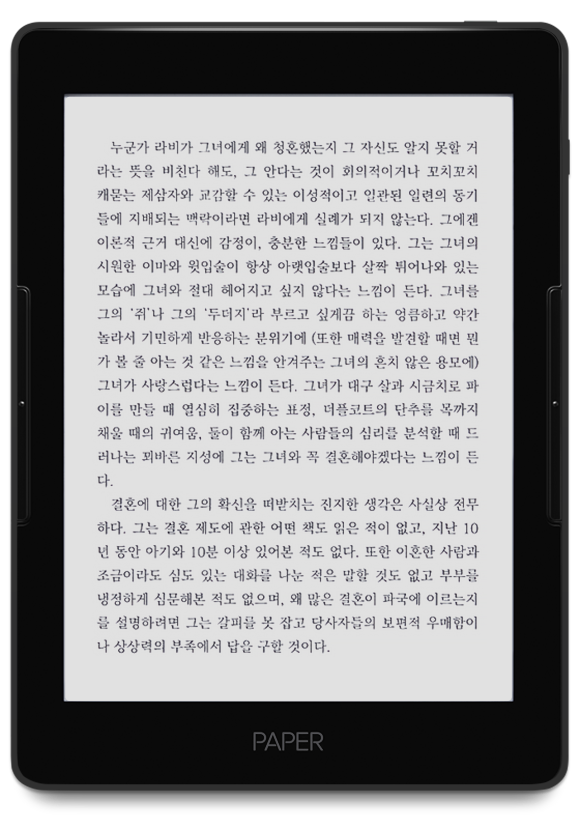 누군가 라비가 그녀에게 왜 청혼했는지 그 자신도 알지 못할 거
라는 뜻을 비친다 해도, 그 안다는 것이 회의적이거나 꼬치꼬치
캐묻는 제삼자와 교감할 수 있는 이성적이고 일관된 일련의 동기
들에 지배되는 맥락이라면 라비에게 실례가 되지 않는다. 그에겐
이론적 근거 대신에 감정이, 충분한 느낌들이 있다. 그는 그녀의
시원한 이마와 윗입술이 항상 아랫입술보다 살짝 튀어나와 있는
모습에 그녀와 절대 헤어지고 싶지 않다는 느낌이 든다. 그녀를
그의 '쥐'나 그의 '두더지'라 부르고 싶게끔 하는 엉큼하고 약간
놀라서 기민하게 반응하는 분위기에 (또한 매력을 발견할 때면 뭔
가 볼 줄 아는 것 같은 느낌을 안겨주는 그녀의 흔치 않은 용모에)
그녀가 사랑스럽다는 느낌이 든다. 그녀가 대구 살과 시금치로 파
이를 만들 때 열심히 집중하는 표정, 더플코트의 단추를 목까지
채울 때의 귀여움, 둘이 함께 아는 사람들의 심리를 분석할 때 드
러나는 꾀바른 지성에 그는 그녀와 꼭 결혼해야겠다는 느낌이 든
다.
결혼에 대한 그의 확신을 떠받치는 진지한 생각은 사실상 전무
하다. 그는 결혼 제도에 관한 어떤 책도 읽은 적이 없고, 지난 10
년 동안 아기와 10분 이상 있어본 적도 없다. 또한 이혼한 사람과
조금이라도 심도 있는 대화를 나눈 적은 말할 것도 없고 부부를
냉정하게 심문해본 적도 없으며, 왜 많은 결혼이 파국에 이르는지
를 설명하려면 그는 갈피를 못 잡고 당사자들의 보편적 우매함이
나 상상력의 부족에서 답을 구할 것이다.
PAPER